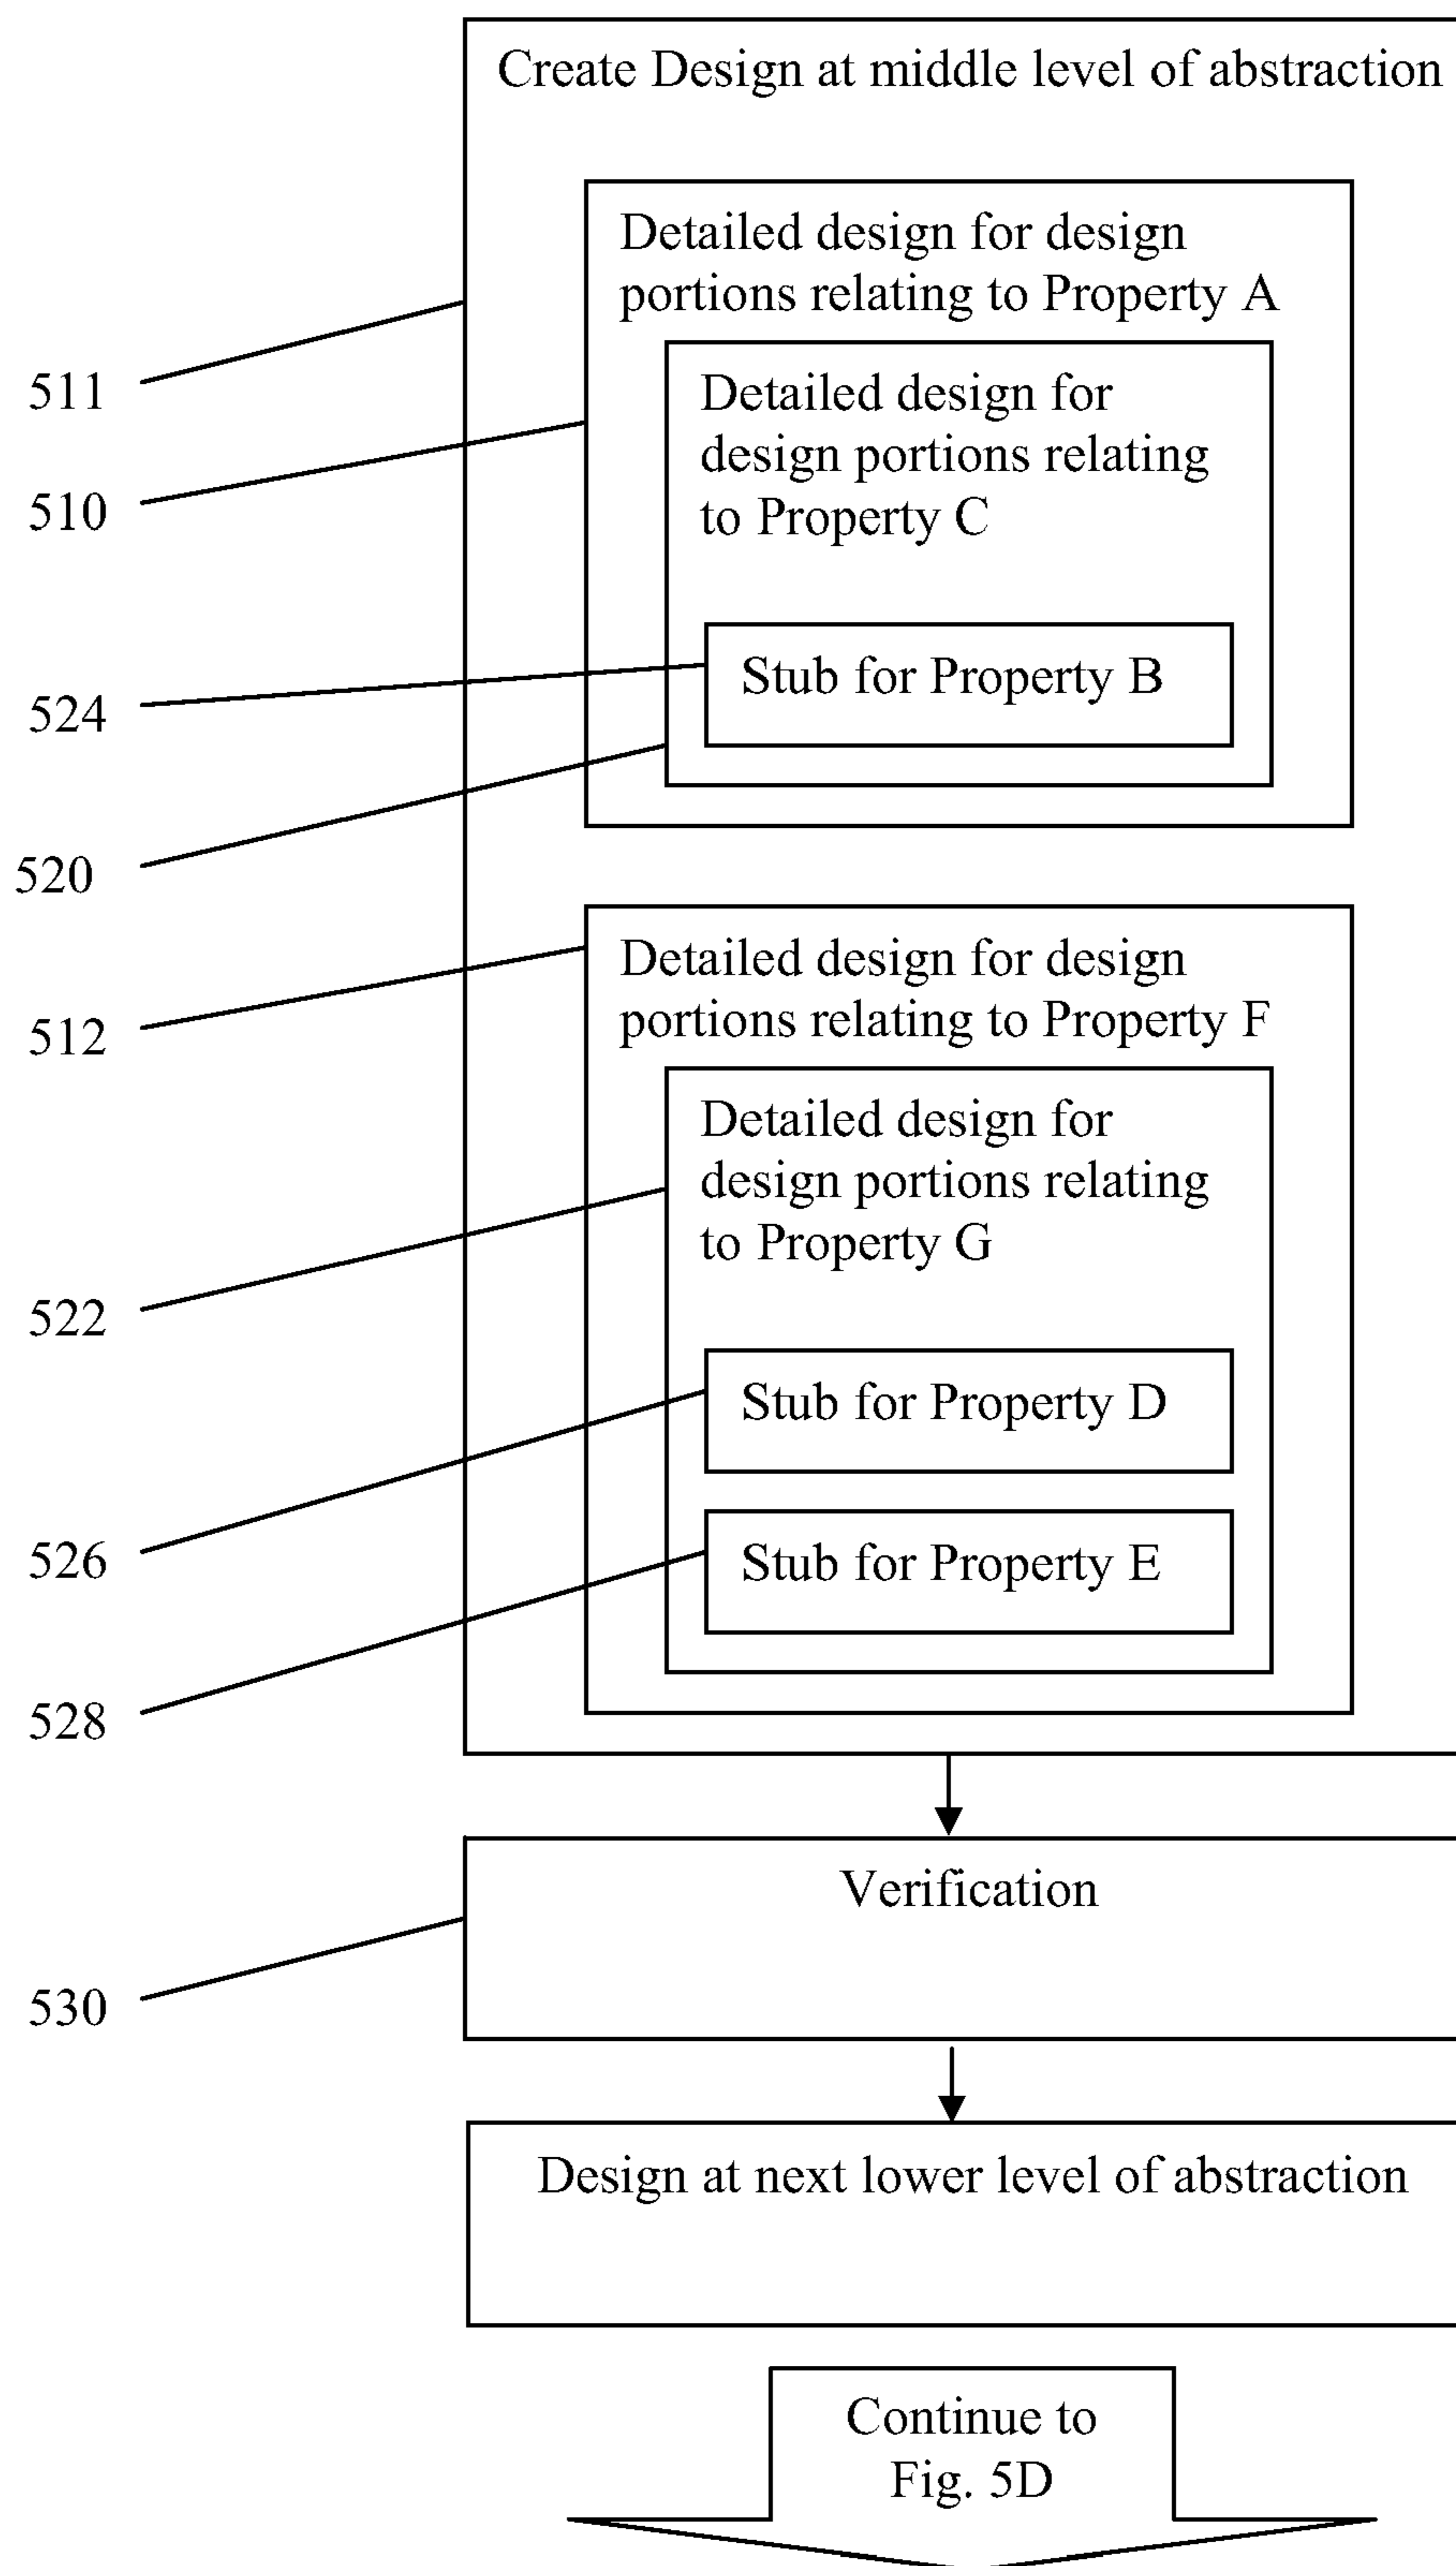 Create Design at middle level of abstraction
Detailed design for design
portions relating to Property A
511
Detailed design for
design portions relating
to Property C
510
Stub for Property B
524
520
Detailed design for design
portions relating to Property F
512
Detailed design for
design portions relating
to Property G
522
Stub for Property D
526
Stub for Property E
528
Verification
530
Design at next lower level of abstraction
Continue to
Fig. 5D